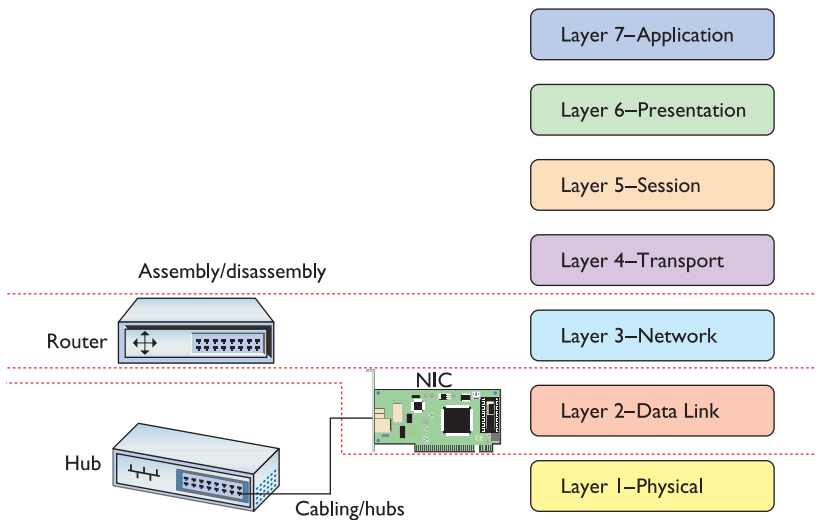 Layer 7–Application
Layer 6–Presentation
Layer 5–Session
Layer 4–Transport
Assembly/disassembly
Router
Layer 3–Network
NIC
Layer 2–Data Link
Hub
Cabling/hubs
Layer 1–Physical